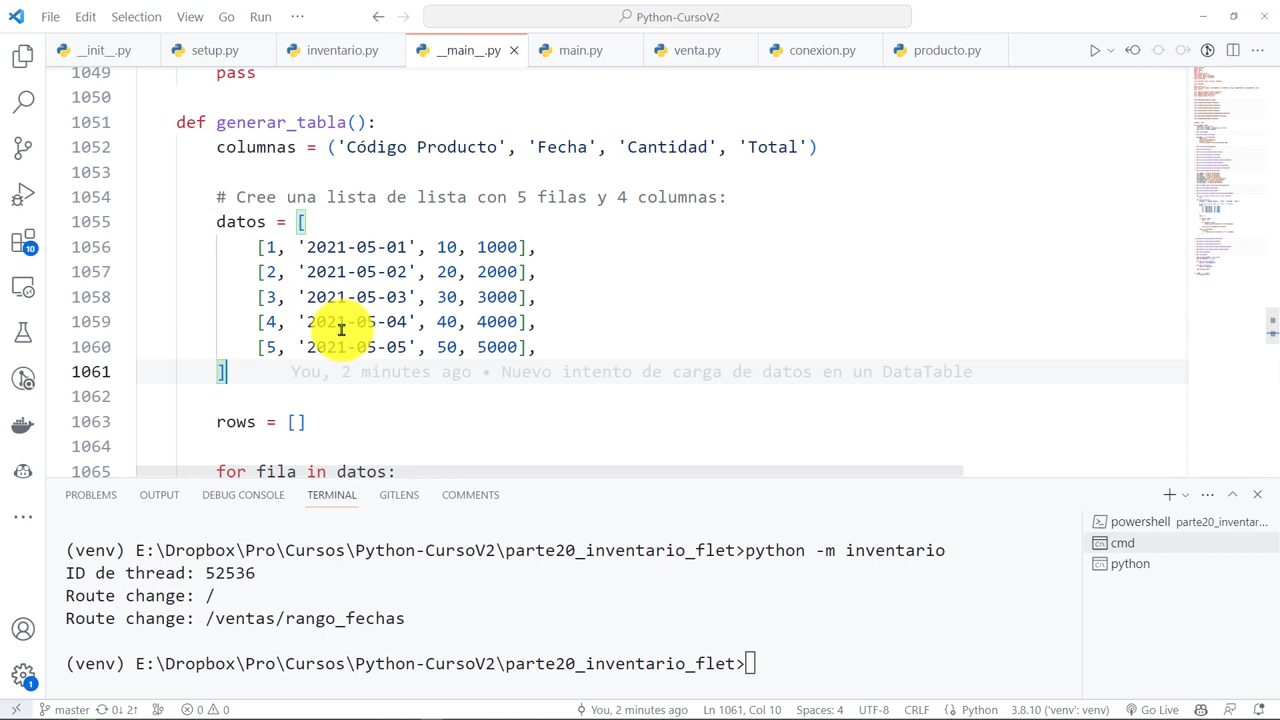 File Edit Selection View Go Run ··· Python-CursoV2
__init__.py setup.py inventario.py __main__.py main.py venta.py conexion.py producto.py
1049 pass
1050
1051 def generar_tabla():
1052 columnas = ('Código Producto', 'Fecha', 'Cantidad', 'Total')
1053
1054 # Cree una lista de lista con 5 filas de datos:
1055 datos = [
1056 [1, '2021-05-01', 10, 1000],
1057 [2, '2021-05-02', 20, 2000],
1058 [3, '2021-05-03', 30, 3000],
1059 [4, '2021-05-04', 40, 4000],
1060 [5, '2021-05-05', 50, 5000],
1061 ] You, 2 minutes ago • Nuevo intento de carga de datos en un DataTable
1062
1063 rows = []
1064
1065 for fila in datos:
PROBLEMS OUTPUT DEBUG CONSOLE TERMINAL GITLENS COMMENTS
(venv) E:\Dropbox\Pro\Cursos\Python-CursoV2\parte20_inventario_flet>python -m inventario
ID de thread: 52536
Route change: /
Route change: /ventas/rango_fechas
(venv) E:\Dropbox\Pro\Cursos\Python-CursoV2\parte20_inventario_flet>
powershell parte20_inventar...
cmd
python
10
1
master 0↓ 2↑ 0 0 You, 2 minutes ago Ln 1061, Col 10 Spaces: 4 UTF-8 CRLF Python 3.8.10 ('venv': venv) Go Live